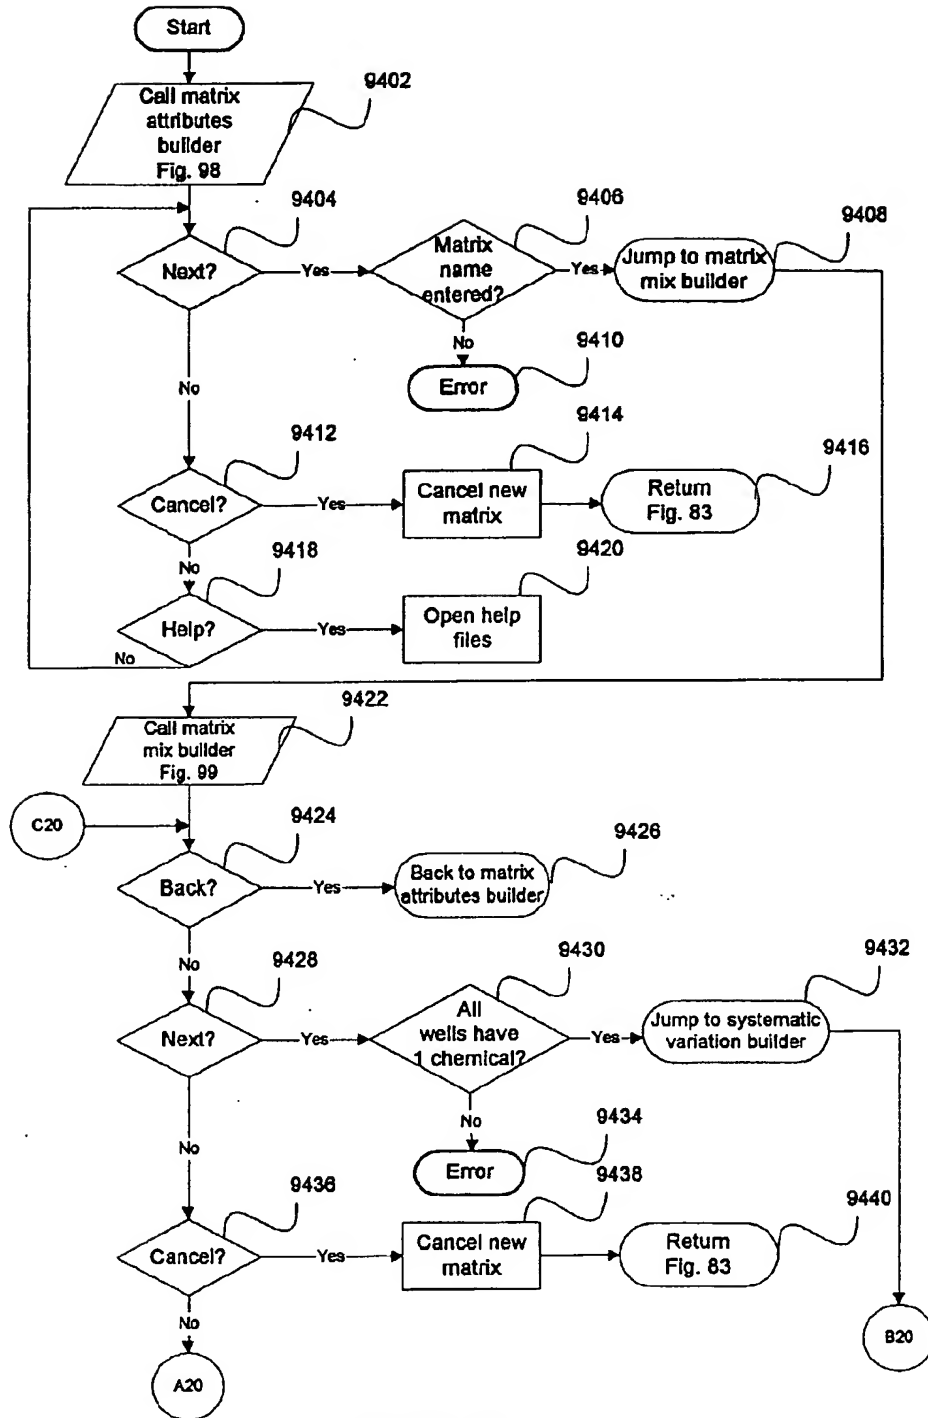 Start
Call matrix
attributes
builder
Fig. 98
9402
9404
Next?
Yes
9406
Matrix
name
entered?
Yes
9408
Jump to matrix
mix builder
No
9410
Error
No
9412
Cancel?
Yes
9414
Cancel new
matrix
9416
Return
Fig. 83
No
9418
Help?
Yes
9420
Open help
files
No
9422
Call matrix
mix builder
Fig. 99
C20
9424
Back?
Yes
9426
Back to matrix
attributes builder
No
9428
Next?
Yes
9430
All
wells have
1 chemical?
Yes
9432
Jump to systematic
variation builder
No
9434
Error
No
9436
Cancel?
Yes
9438
Cancel new
matrix
9440
Return
Fig. 83
No
A20
B20